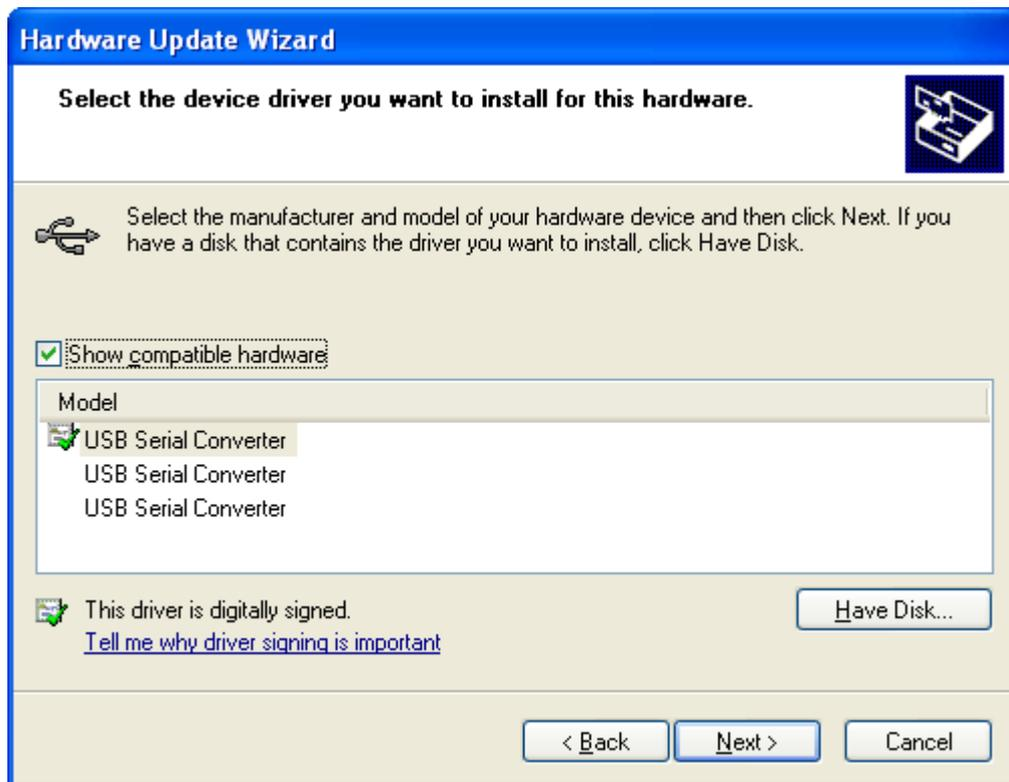 Hardware Update Wizard
Select the device driver you want to install for this hardware.
Select the manufacturer and model of your hardware device and then click Next. If you
have a disk that contains the driver you want to install, click Have Disk.
Show compatible hardware
Model
USB Serial Converter
USB Serial Converter
USB Serial Converter
This driver is digitally signed.
Have Disk...
Tell me why driver signing is important
< Back
Next >
Cancel